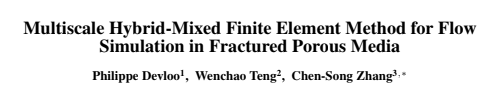 Multiscale Hybrid-Mixed Finite Element Method for Flow
Simulation in Fractured Porous Media
Philippe Devloo¹, Wenchao Teng², Chen-Song Zhang³,*